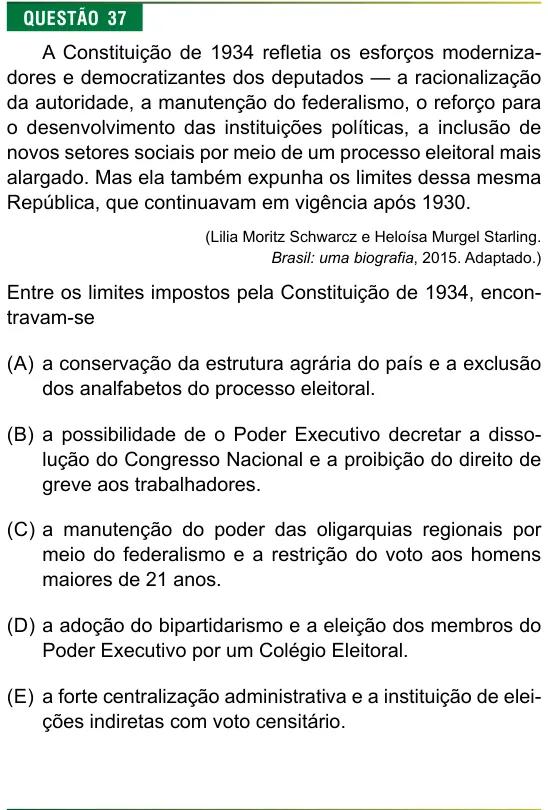 QUESTÃO 37
A Constituição de 1934 refletia os esforços moderniza-
dores e democratizantes dos deputados — a racionalização
da autoridade, a manutenção do federalismo, o reforço para
o desenvolvimento das instituições políticas, a inclusão de
novos setores sociais por meio de um processo eleitoral mais
alargado. Mas ela também expunha os limites dessa mesma
República, que continuavam em vigência após 1930.
(Lilia Moritz Schwarcz e Heloísa Murgel Starling.
Brasil: uma biografia, 2015. Adaptado.)
Entre os limites impostos pela Constituição de 1934, encon-
travam-se
(A) a conservação da estrutura agrária do país e a exclusão
dos analfabetos do processo eleitoral.
(B) a possibilidade de o Poder Executivo decretar a disso-
lução do Congresso Nacional e a proibição do direito de
greve aos trabalhadores.
(C) a manutenção do poder das oligarquias regionais por
meio do federalismo e a restrição do voto aos homens
maiores de 21 anos.
(D) a adoção do bipartidarismo e a eleição dos membros do
Poder Executivo por um Colégio Eleitoral.
(E) a forte centralização administrativa e a instituição de elei-
ções indiretas com voto censitário.